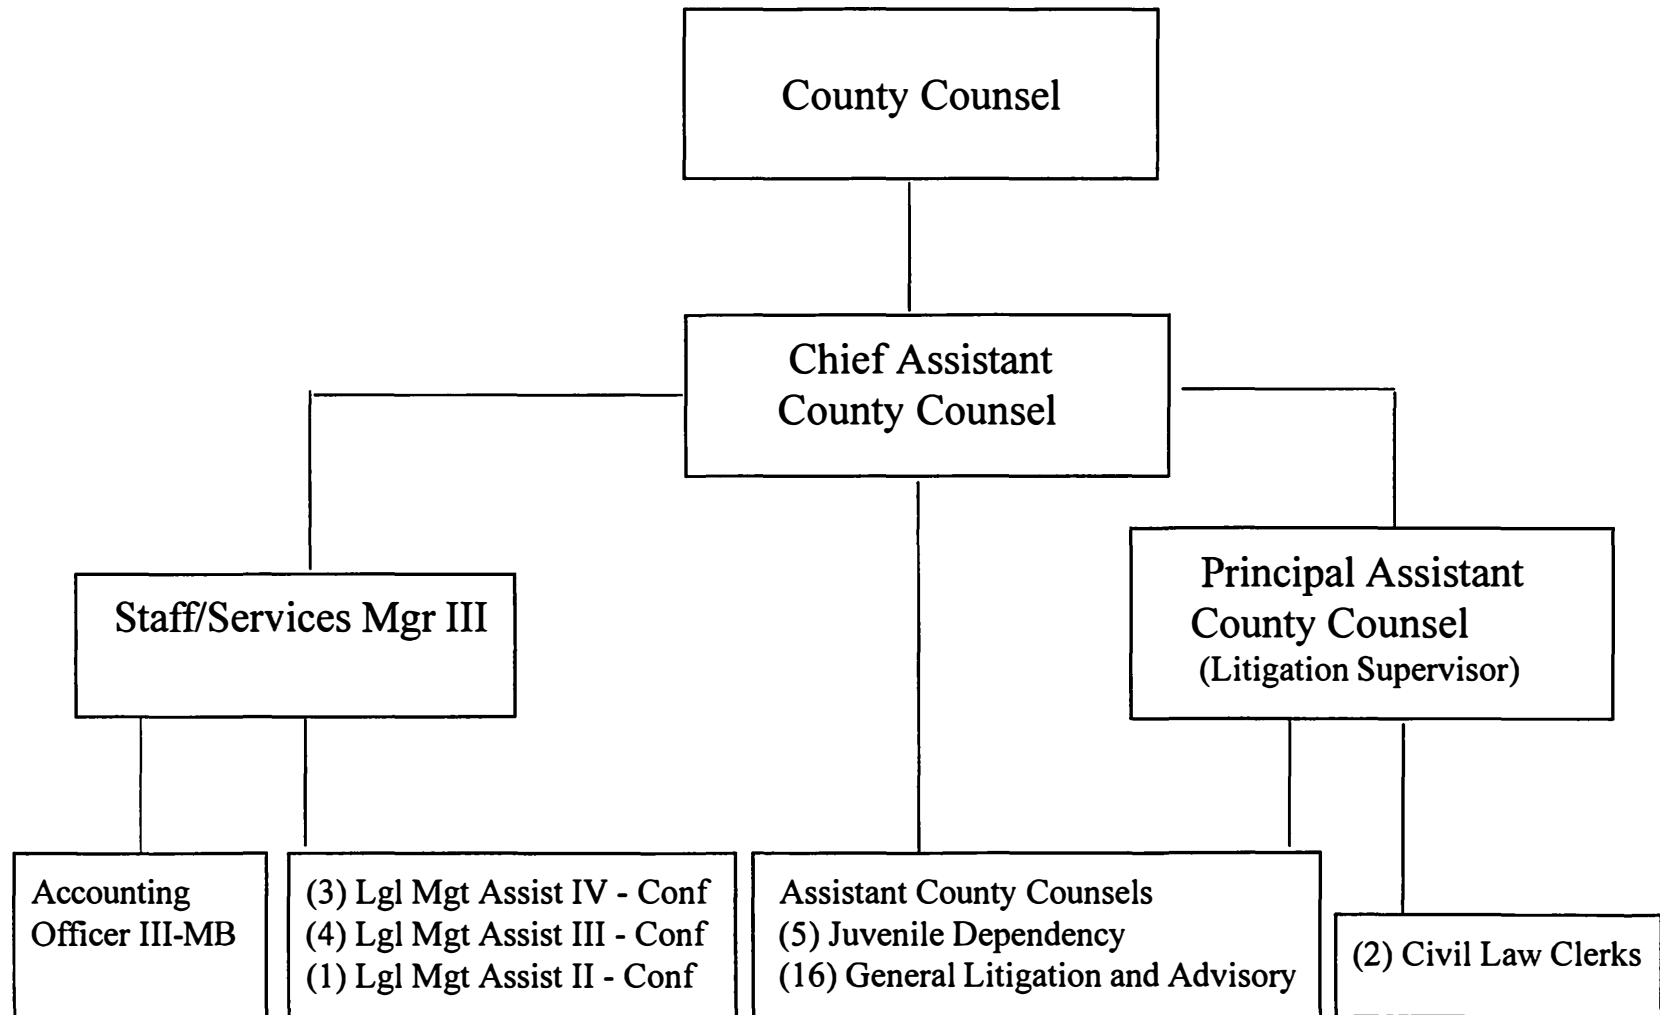 County Counsel
Chief Assistant
County Counsel
Staff/Services Mgr III
Principal Assistant
County Counsel
(Litigation Supervisor)
Accounting
Officer III-MB
(3) Lgl Mgt Assist IV - Conf
(4) Lgl Mgt Assist III - Conf
(1) Lgl Mgt Assist II - Conf
Assistant County Counsels
(5) Juvenile Dependency
(16) General Litigation and Advisory
(2) Civil Law Clerks